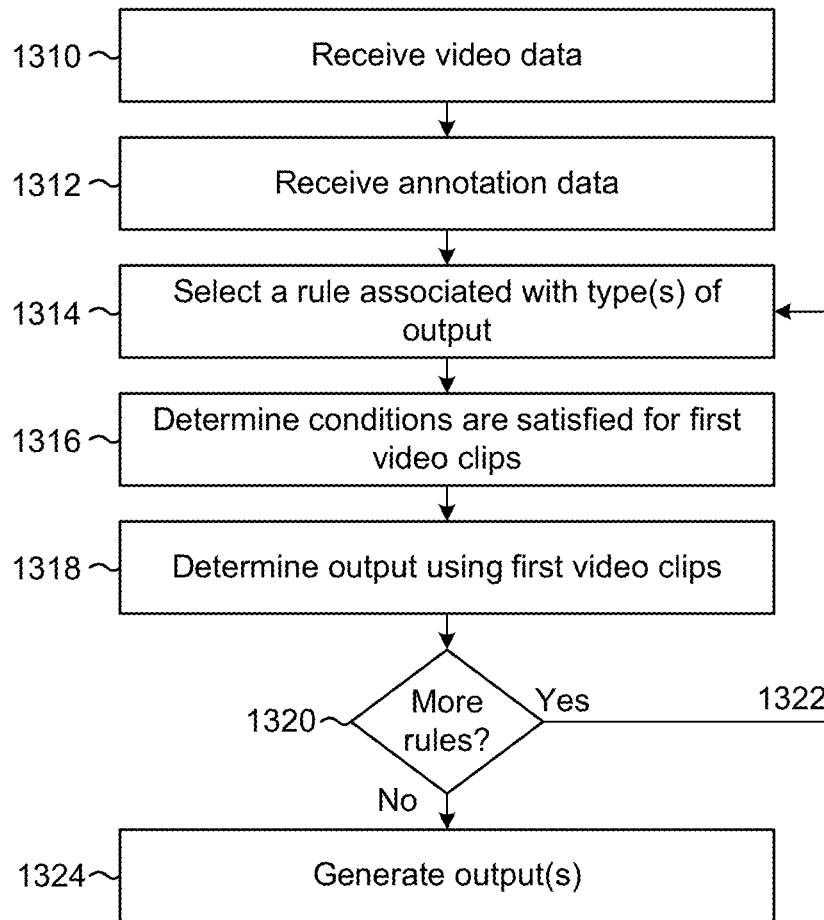 1310
Receive video data
1312
Receive annotation data
1314
Select a rule associated with type(s) of
output
1316
Determine conditions are satisfied for first
video clips
1318
Determine output using first video clips
1320
More
rules?
Yes
1322
No
1324
Generate output(s)